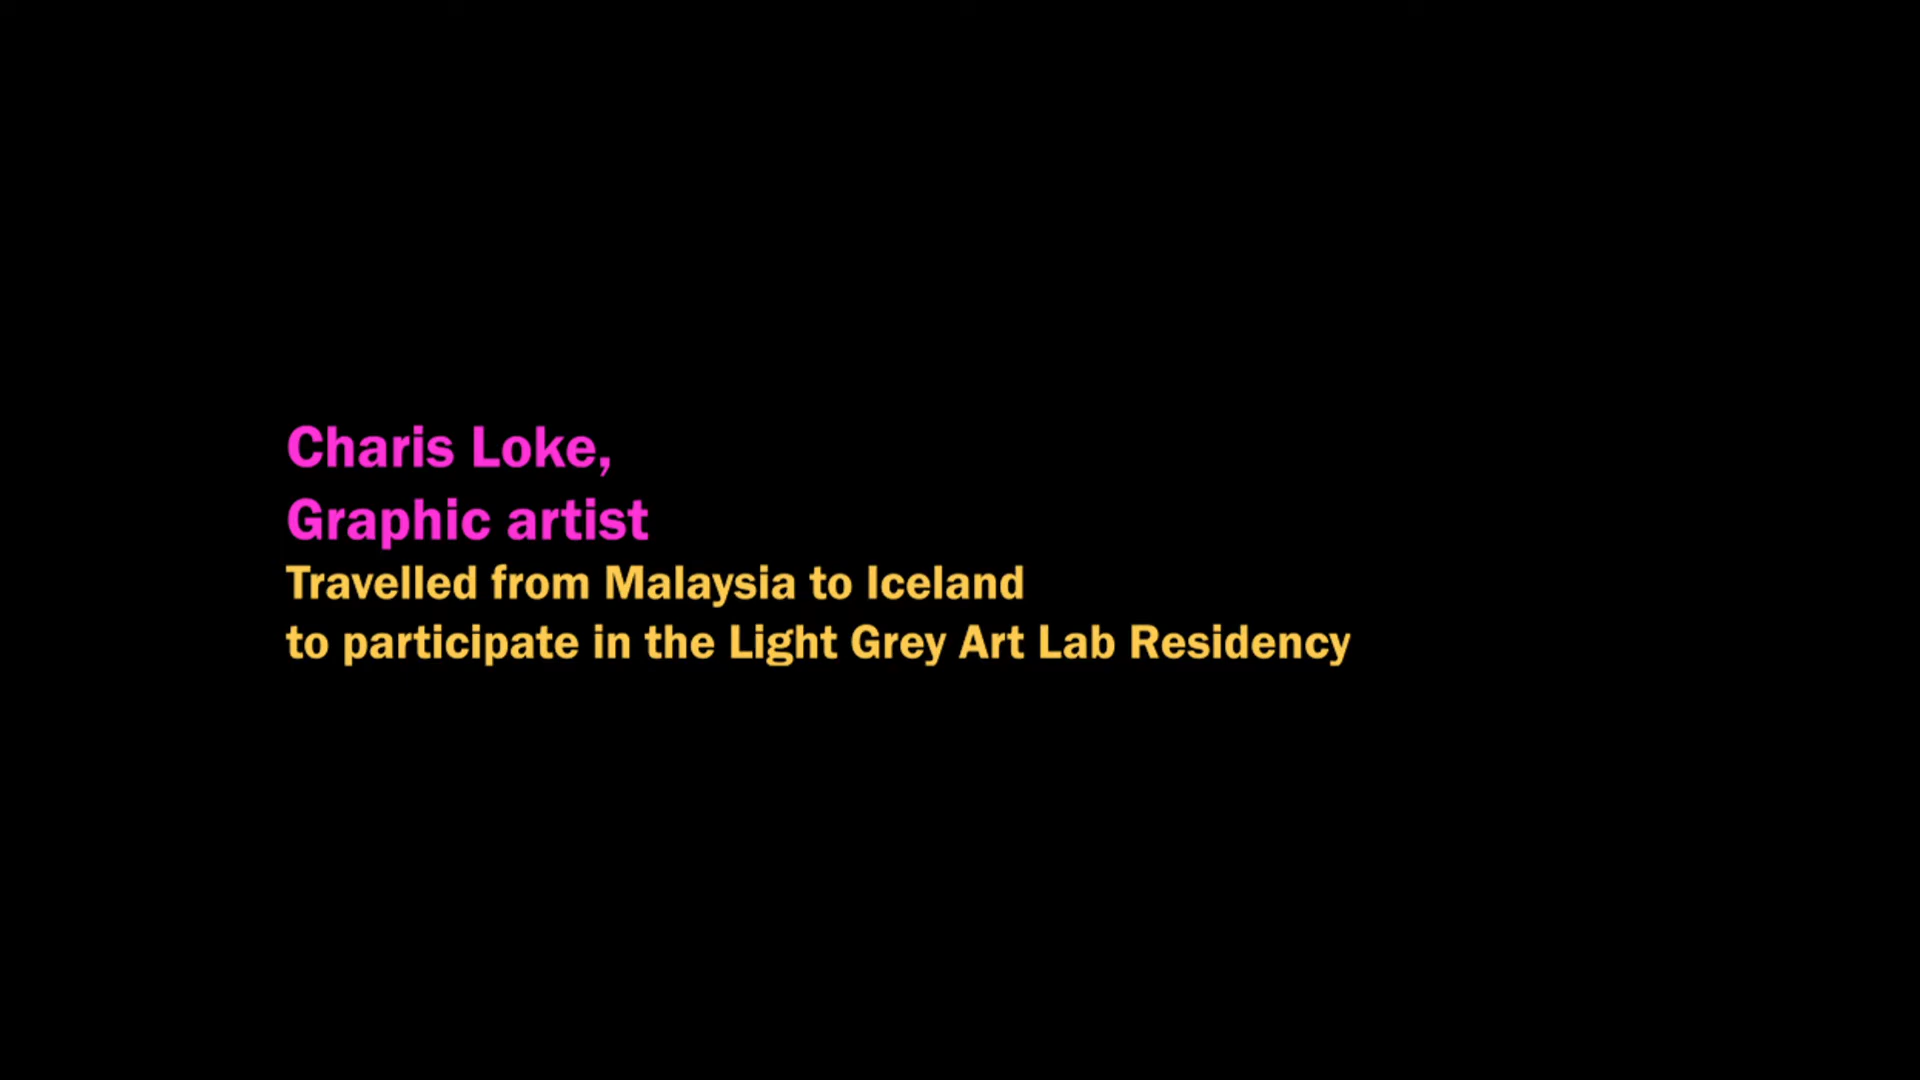 Charis Loke,
Graphic artist
Travelled from Malaysia to Iceland
to participate in the Light Grey Art Lab Residency